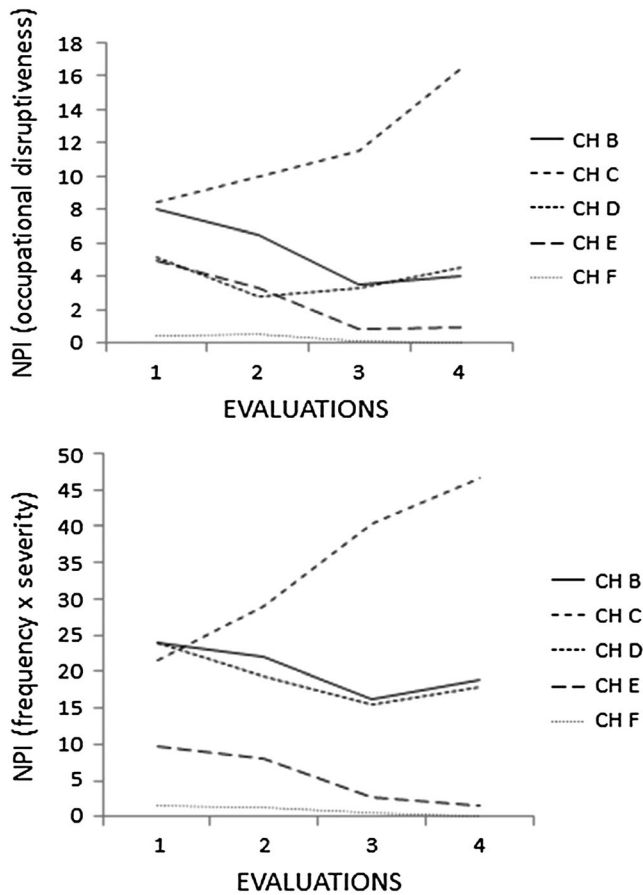 NPI (occupational disruptiveness)
18
16
14
12
10
8
6
4
2
0
1 2 3 4
EVALUATIONS
CH B
CH C
CH D
CH E
CH F
NPI (frequency x severity)
50
45
40
35
30
25
20
15
10
5
0
1 2 3 4
EVALUATIONS
CH B
CH C
CH D
CH E
CH F